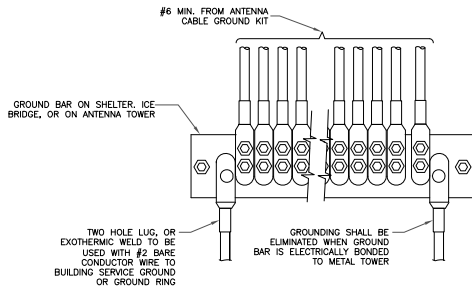 #6 MIN. FROM ANTENNA
CABLE GROUND KIT
GROUND BAR ON SHELTER. ICE
BRIDGE, OR ON ANTENNA TOWER
TWO HOLE LUG, OR
EXOTHERMIC WELD TO BE
USED WITH #2 BARE
CONDUCTOR WIRE TO
BUILDING SERVICE GROUND
OR GROUND RING
GROUNDING SHALL BE
ELIMINATED WHEN GROUND
BAR IS ELECTRICALLY BONDED
TO METAL TOWER